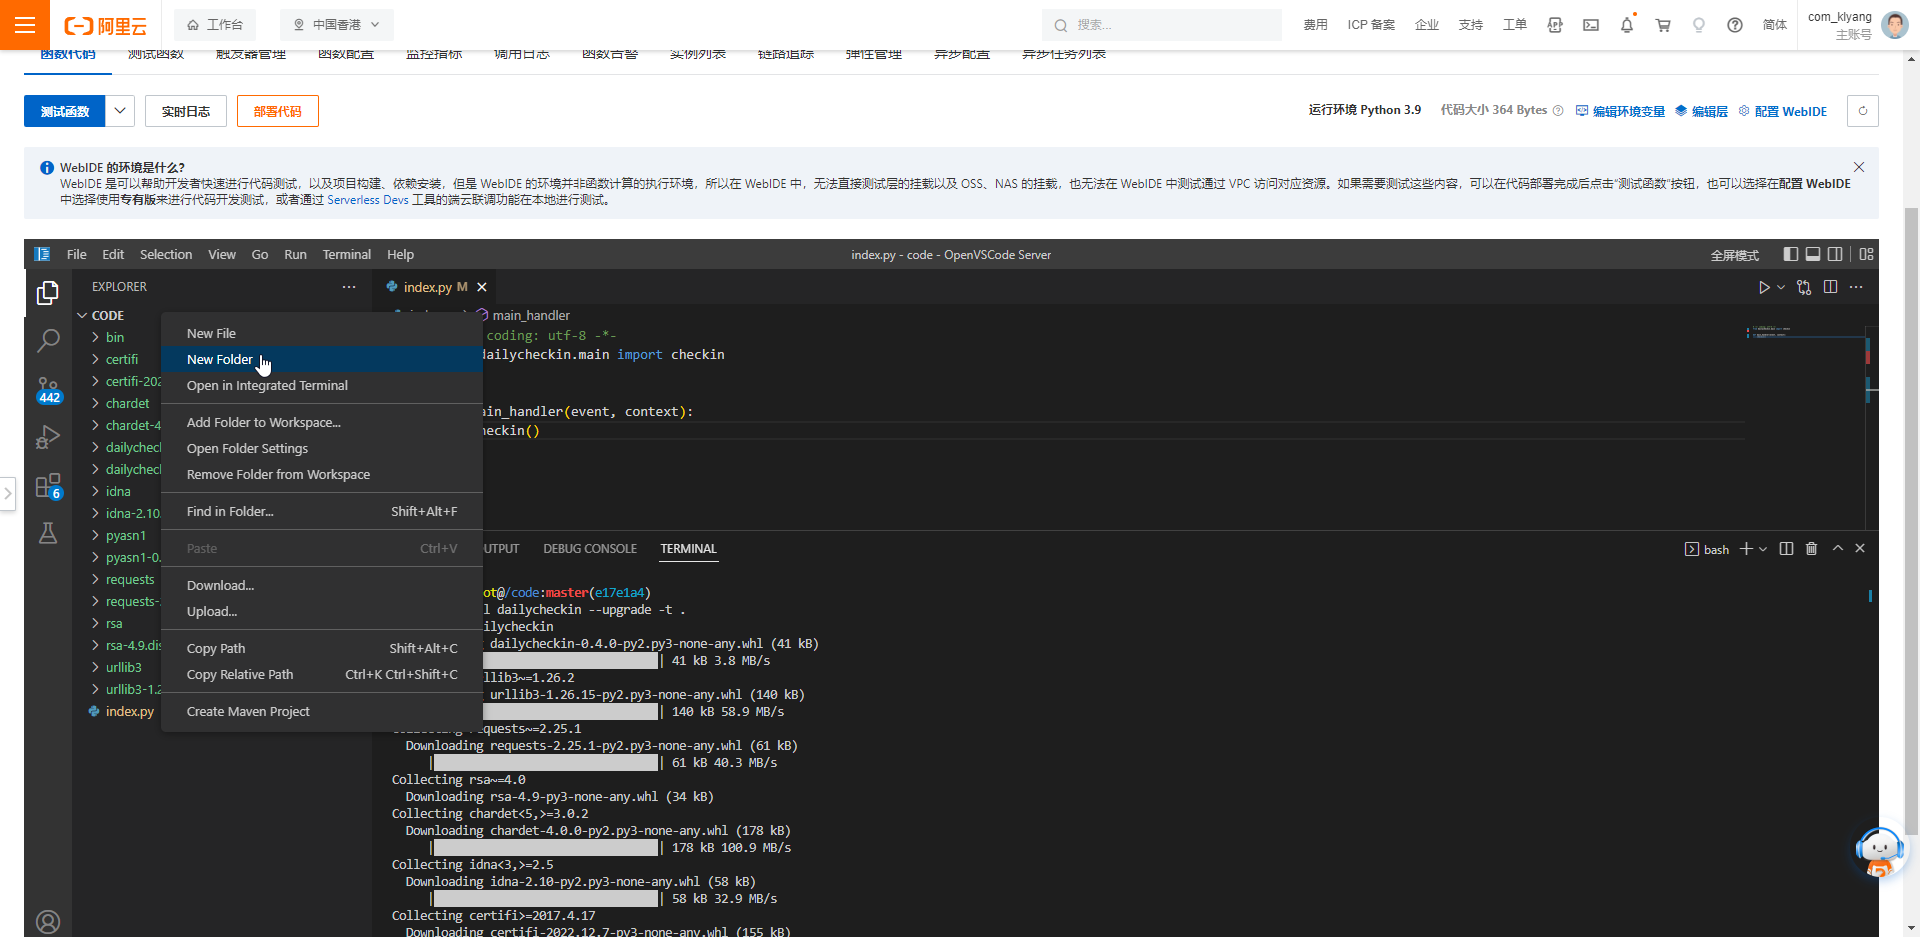 阿里云
工作台
中国香港
搜索...
费用
ICP 备案
企业
支持
工单
简体
com_klyang
主账号
函数代码
测试函数
触发器管理
函数配置
监控指标
调用日志
函数告警
实例列表
链路追踪
弹性管理
异步配置
异步任务列表
测试函数
实时日志
部署代码
运行环境 Python 3.9
代码大小 364 Bytes
编辑环境变量
编辑层
配置 WebIDE
WebIDE 的环境是什么?
WebIDE 是可以帮助开发者快速进行代码测试，以及项目构建、依赖安装，但是 WebIDE 的环境并非函数计算的执行环境，所以在 WebIDE 中，无法直接测试层的挂载以及 OSS、NAS 的挂载，也无法在 WebIDE 中测试通过 VPC 访问对应资源。如果需要测试这些内容，可以在代码部署完成后点击“测试函数”按钮，也可以选择在配置 WebIDE
中选择使用专有版来进行代码开发测试，或者通过 Serverless Devs 工具的端云联调功能在本地进行测试。
File
Edit
Selection
View
Go
Run
Terminal
Help
index.py - code - OpenVSCode Server
全屏模式
EXPLORER
index.py M
CODE
bin
certifi
certifi-202
chardet
chardet-4
dailychec
dailychec
idna
idna-2.10.
pyasn1
pyasn1-0.
requests
requests-
rsa
rsa-4.9.dis
urllib3
urllib3-1.2
index.py
442
6
New File
New Folder
Open in Integrated Terminal
Add Folder to Workspace...
Open Folder Settings
Remove Folder from Workspace
Find in Folder... Shift+Alt+F
Paste Ctrl+V
Download...
Upload...
Copy Path Shift+Alt+C
Copy Relative Path Ctrl+K Ctrl+Shift+C
Create Maven Project
main_handler
coding: utf-8 -*-
dailycheckin.main import checkin
ain_handler(event, context):
heckin()
UTPUT
DEBUG CONSOLE
TERMINAL
bash
ot@/code:master(e17e1a4)
l dailycheckin --upgrade -t .
ilycheckin
dailycheckin-0.4.0-py2.py3-none-any.whl (41 kB)
| 41 kB 3.8 MB/s
llib3~=1.26.2
urllib3-1.26.15-py2.py3-none-any.whl (140 kB)
| 140 kB 58.9 MB/s
Collecting requests~=2.25.1
Downloading requests-2.25.1-py2.py3-none-any.whl (61 kB)
| | 61 kB 40.3 MB/s
Collecting rsa~=4.0
Downloading rsa-4.9-py3-none-any.whl (34 kB)
Collecting chardet<5,>=3.0.2
Downloading chardet-4.0.0-py2.py3-none-any.whl (178 kB)
| | 178 kB 100.9 MB/s
Collecting idna<3,>=2.5
Downloading idna-2.10-py2.py3-none-any.whl (58 kB)
| | 58 kB 32.9 MB/s
Collecting certifi>=2017.4.17
Downloading certifi-2022.12.7-py3-none-any.whl (155 kB)